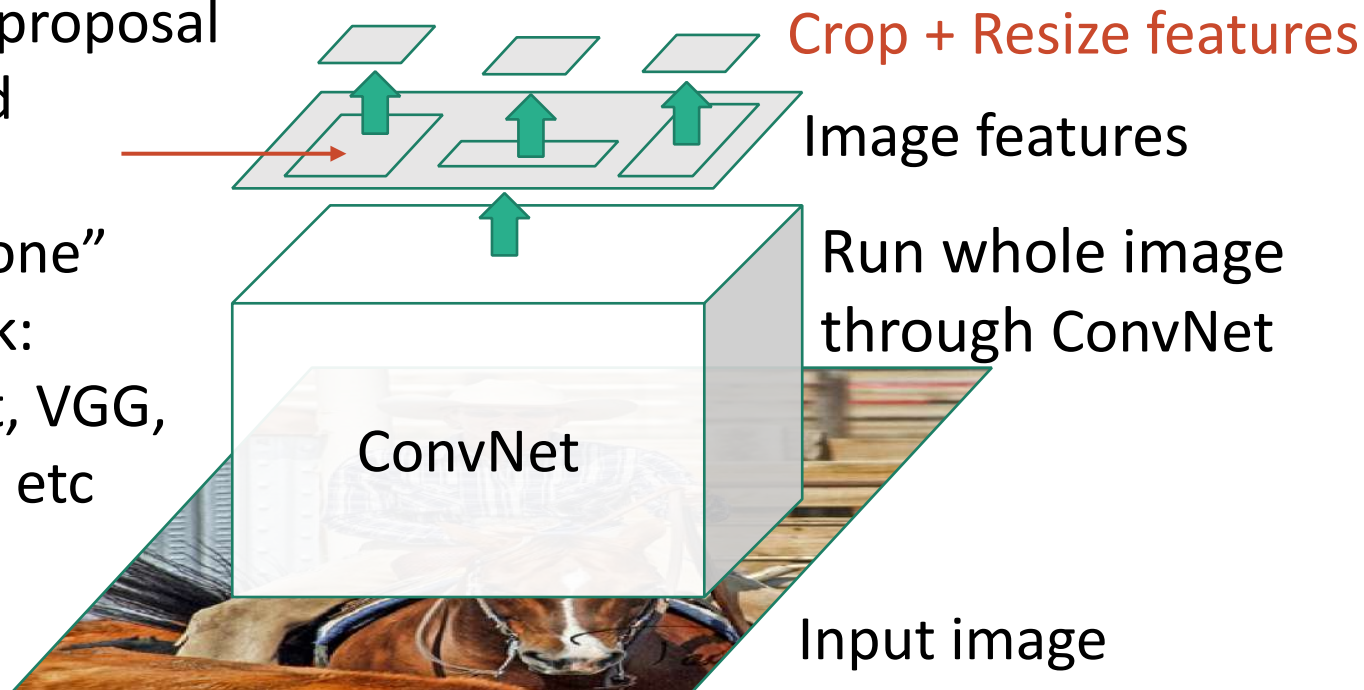 proposal
Crop + Resize features
Image features
one”
Run whole image
k:
through ConvNet
, VGG,
ConvNet
etc
Input image